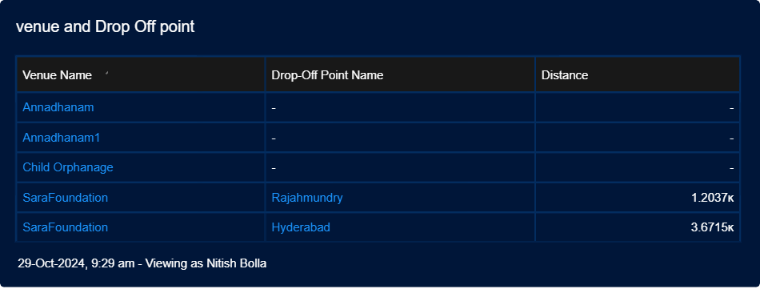 venue and Drop Off point
Venue Name Drop-Off Point Name Distance
Annadhanam - -
Annadhanam1 - -
Child Orphanage - -
SaraFoundation Rajahmundry 1.2037K
SaraFoundation Hyderabad 3.6715K
29-Oct-2024, 9:29 am - Viewing as Nitish Bolla